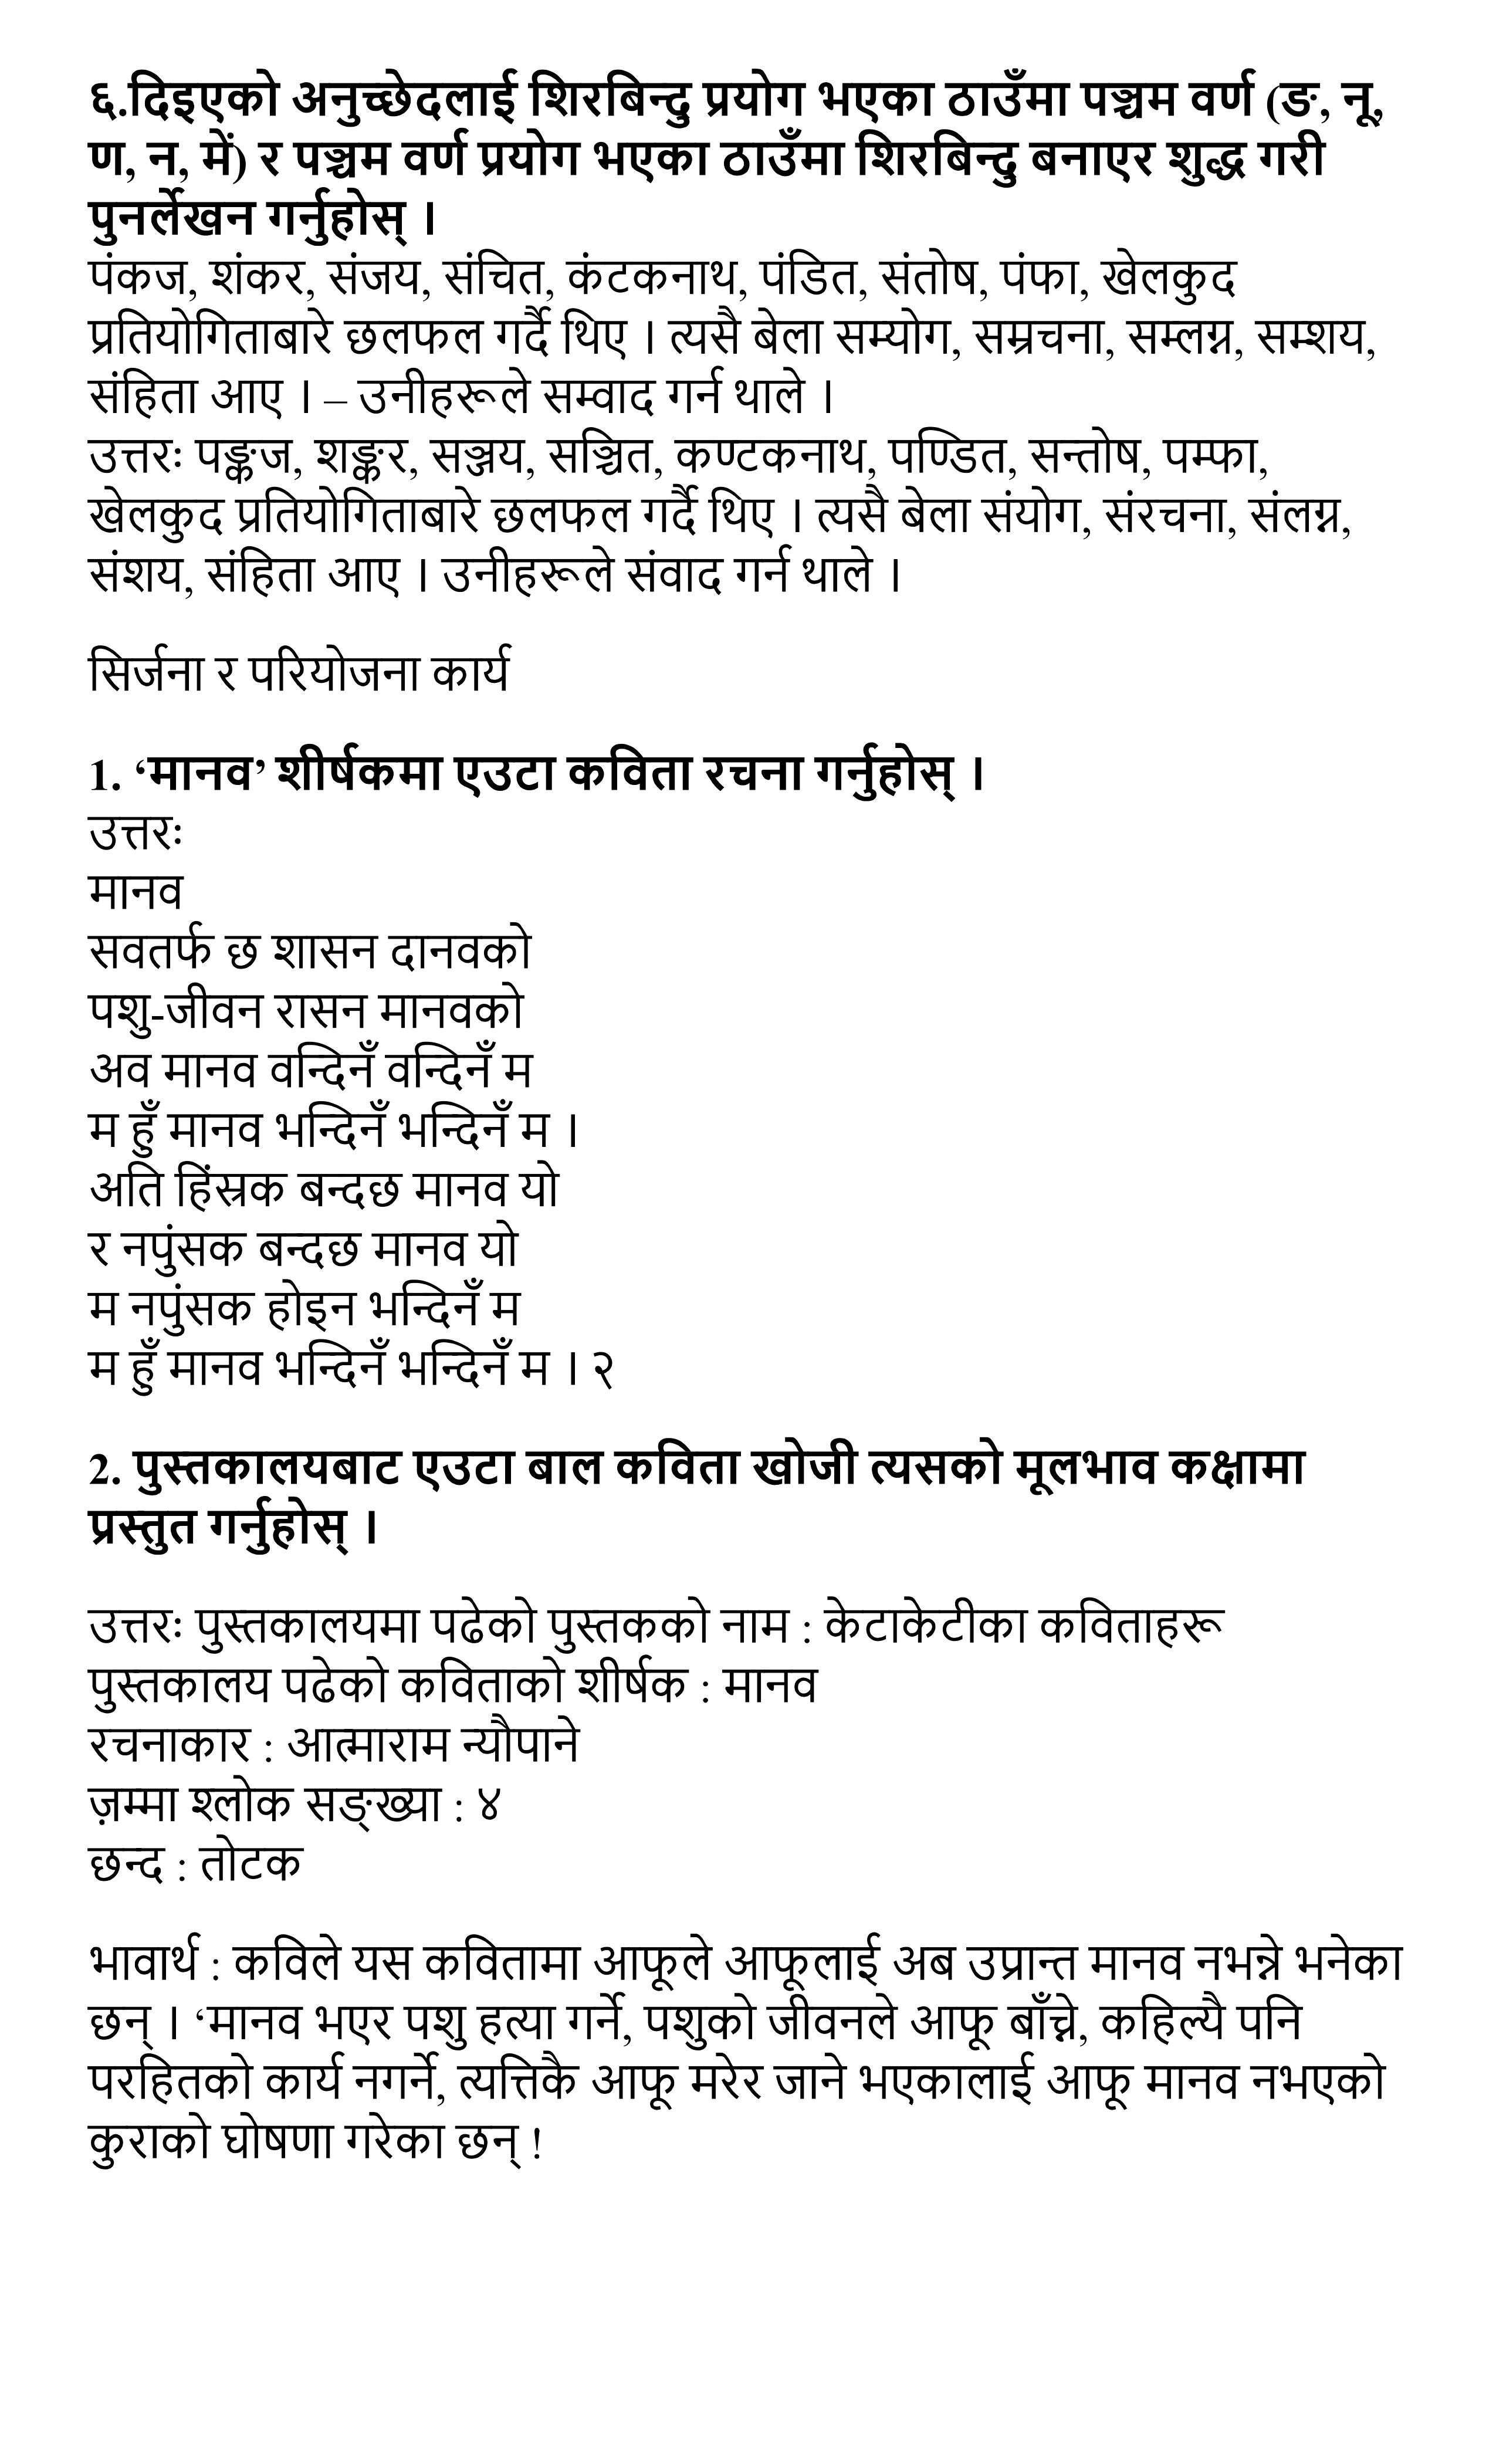 ६.दिइएको अनुच्छेदलाई शिरबिन्दु प्रयोग भएका ठाउँमा पञ्चम वर्ण (ङ, नू,
ण, न, में) र पञ्चम वर्ण प्रयोग भएका ठाउँमा शिरबिन्दु बनाएर शुद्ध गरी
पुनर्लेखन गर्नुहोस् ।
पंकज, शंकर, संजय, संचित, कंटकनाथ, पंडित, संतोष, पंफा, खेलकुद
प्रतियोगिताबारे छलफल गर्दै थिए । त्यसै बेला सम्योग, सम्रचना, सम्लग्न, सम्शय,
संहिता आए । – उनीहरूले सम्वाद गर्न थाले ।
उत्तरः पङ्कज, शङ्कर, सञ्जय, सञ्चित, कण्टकनाथ, पण्डित, सन्तोष, पम्फा,
खेलकुद प्रतियोगिताबारे छलफल गर्दै थिए । त्यसै बेला संयोग, संरचना, संलग्न,
संशय, संहिता आए । उनीहरूले संवाद गर्न थाले ।
सिर्जना र परियोजना कार्य
1. ‘मानव’ शीर्षकमा एउटा कविता रचना गर्नुहोस् ।
उत्तरः
मानव
सवतर्फ छ शासन दानवको
पशु-जीवन रासन मानवको
अव मानव वन्दिनँ वन्दिनँ म
म हुँ मानव भन्दिनँ भन्दिनँ म ।
अति हिंस्रक बन्दछ मानव यो
र नपुंसक बन्दछ मानव यो
म नपुंसक होइन भन्दिनँ म
म हुँ मानव भन्दिनँ भन्दिनँ म । २
2. पुस्तकालयबाट एउटा बाल कविता खोजी त्यसको मूलभाव कक्षामा
प्रस्तुत गर्नुहोस् ।
उत्तरः पुस्तकालयमा पढेको पुस्तकको नाम : केटाकेटीका कविताहरू
पुस्तकालय पढेको कविताको शीर्षक : मानव
रचनाकार : आत्माराम न्यौपाने
ज़म्मा श्लोक सङ्ख्या : ४
छन्द : तोटक
भावार्थ : कविले यस कवितामा आफूले आफूलाई अब उप्रान्त मानव नभन्ने भनेका
छन् । ‘मानव भएर पशु हत्या गर्ने, पशुको जीवनले आफू बाँच्ने, कहिल्यै पनि
परहितको कार्य नगर्ने, त्यत्तिकै आफू मरेर जाने भएकालाई आफू मानव नभएको
कुराको घोषणा गरेका छन् !